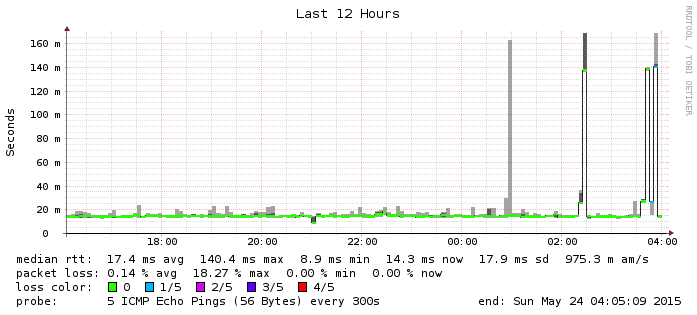 Last 12 Hours
RRDTOOL / TOBI OETIKER
Seconds
160 m
140 m
120 m
100 m
80 m
60 m
40 m
20 m
0
18:00 20:00 22:00 00:00 02:00 04:00
median rtt: 17.4 ms avg 140.4 ms max 8.9 ms min 14.3 ms now 17.9 ms sd 975.3 m am/s
packet loss: 0.14 % avg 18.27 % max 0.00 % min 0.00 % now
loss color: 0 1/5 2/5 3/5 4/5
probe: 5 ICMP Echo Pings (56 Bytes) every 300s end: Sun May 24 04:05:09 2015